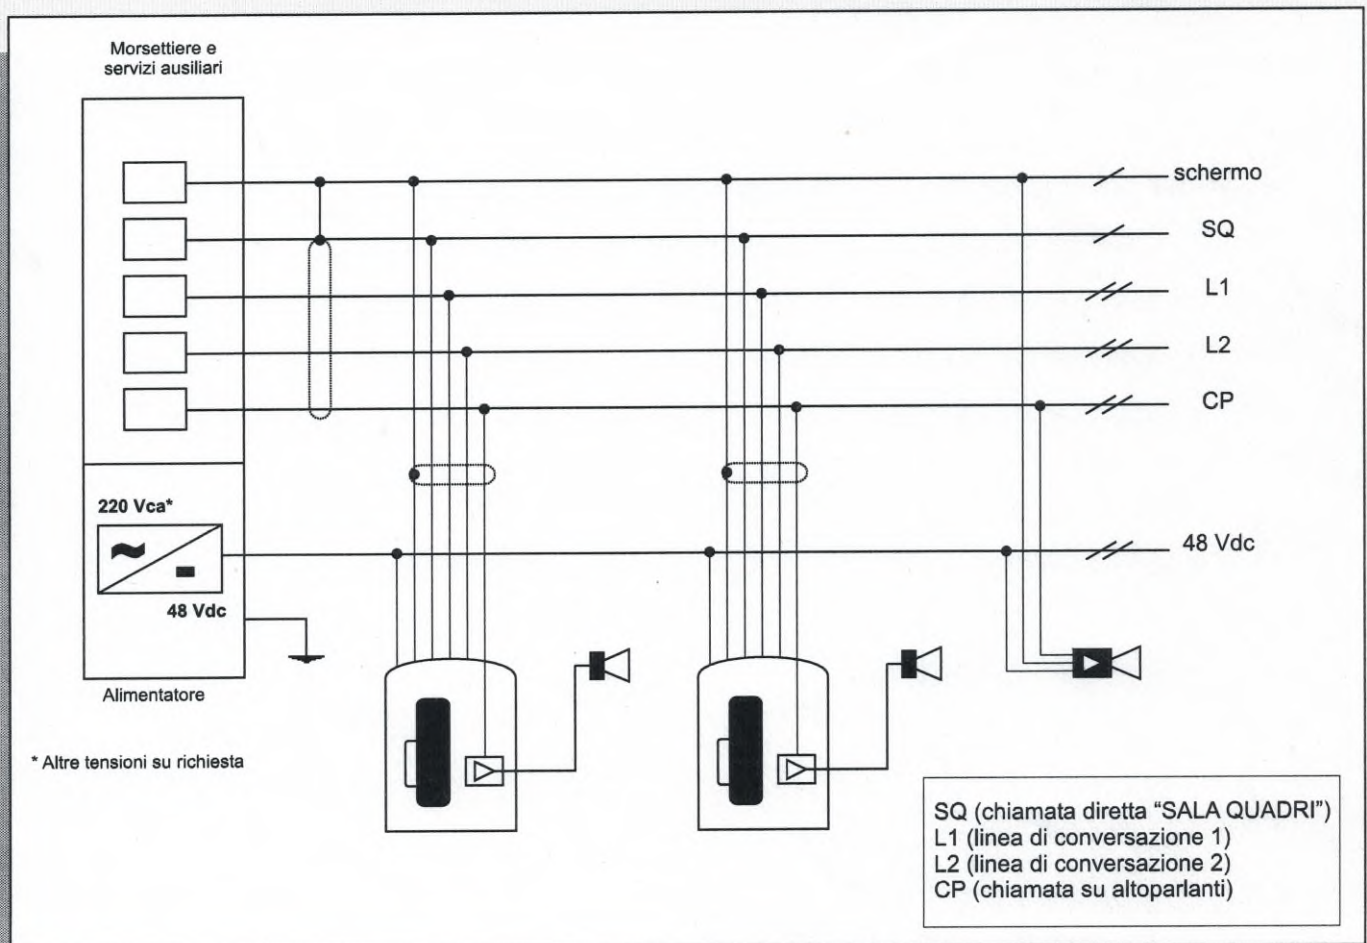 Morsettiere e
servizi ausiliari
schermo
SQ
L1
L2
CP
220 Vca*
48 Vdc
48 Vdc
Alimentatore
* Altre tensioni su richiesta
SQ (chiamata diretta “SALA QUADRI”)
L1 (linea di conversazione 1)
L2 (linea di conversazione 2)
CP (chiamata su altoparlanti)